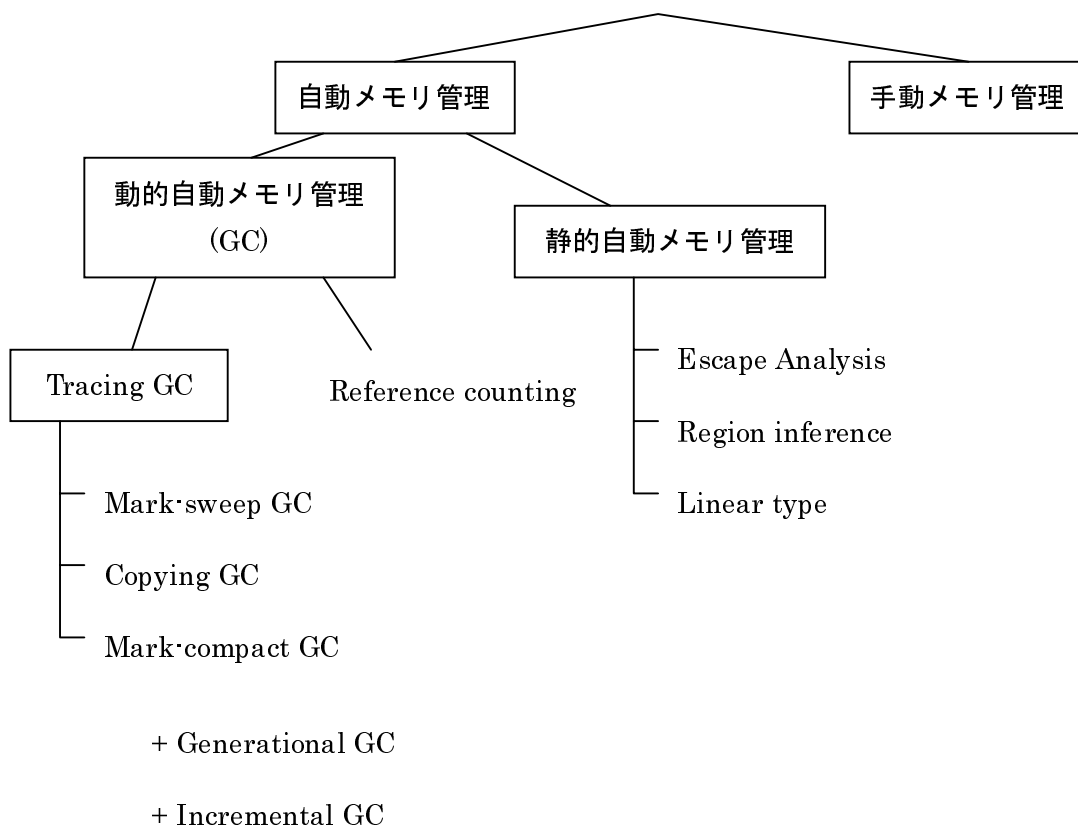 自動メモリ管理
手動メモリ管理
動的自動メモリ管理
(GC)
静的自動メモリ管理
Tracing GC
Reference counting
Escape Analysis
Region inference
Linear type
Mark-sweep GC
Copying GC
Mark-compact GC
+ Generational GC
+ Incremental GC